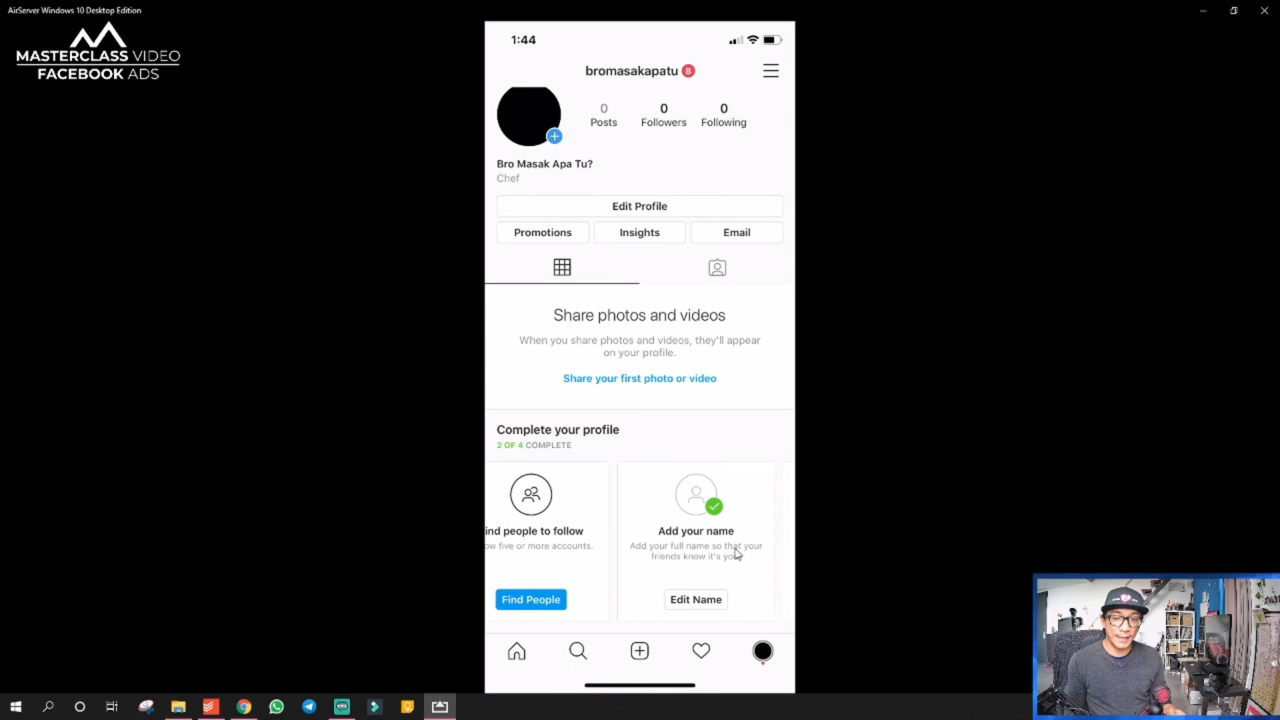 AirServer Windows 10 Desktop Edition
MASTERCLASS VIDEO
FACEBOOK ADS
1:44
bromasakapatu 8
0 0 0
Posts Followers Following
Bro Masak Apa Tu?
Chef
Edit Profile
Promotions Insights Email
Share photos and videos
When you share photos and videos, they'll appear
on your profile.
Share your first photo or video
Complete your profile
2 OF 4 COMPLETE
ind people to follow
ow five or more accounts.
Find People
Add your name
Add your full name so that your
friends know it's you
Edit Name